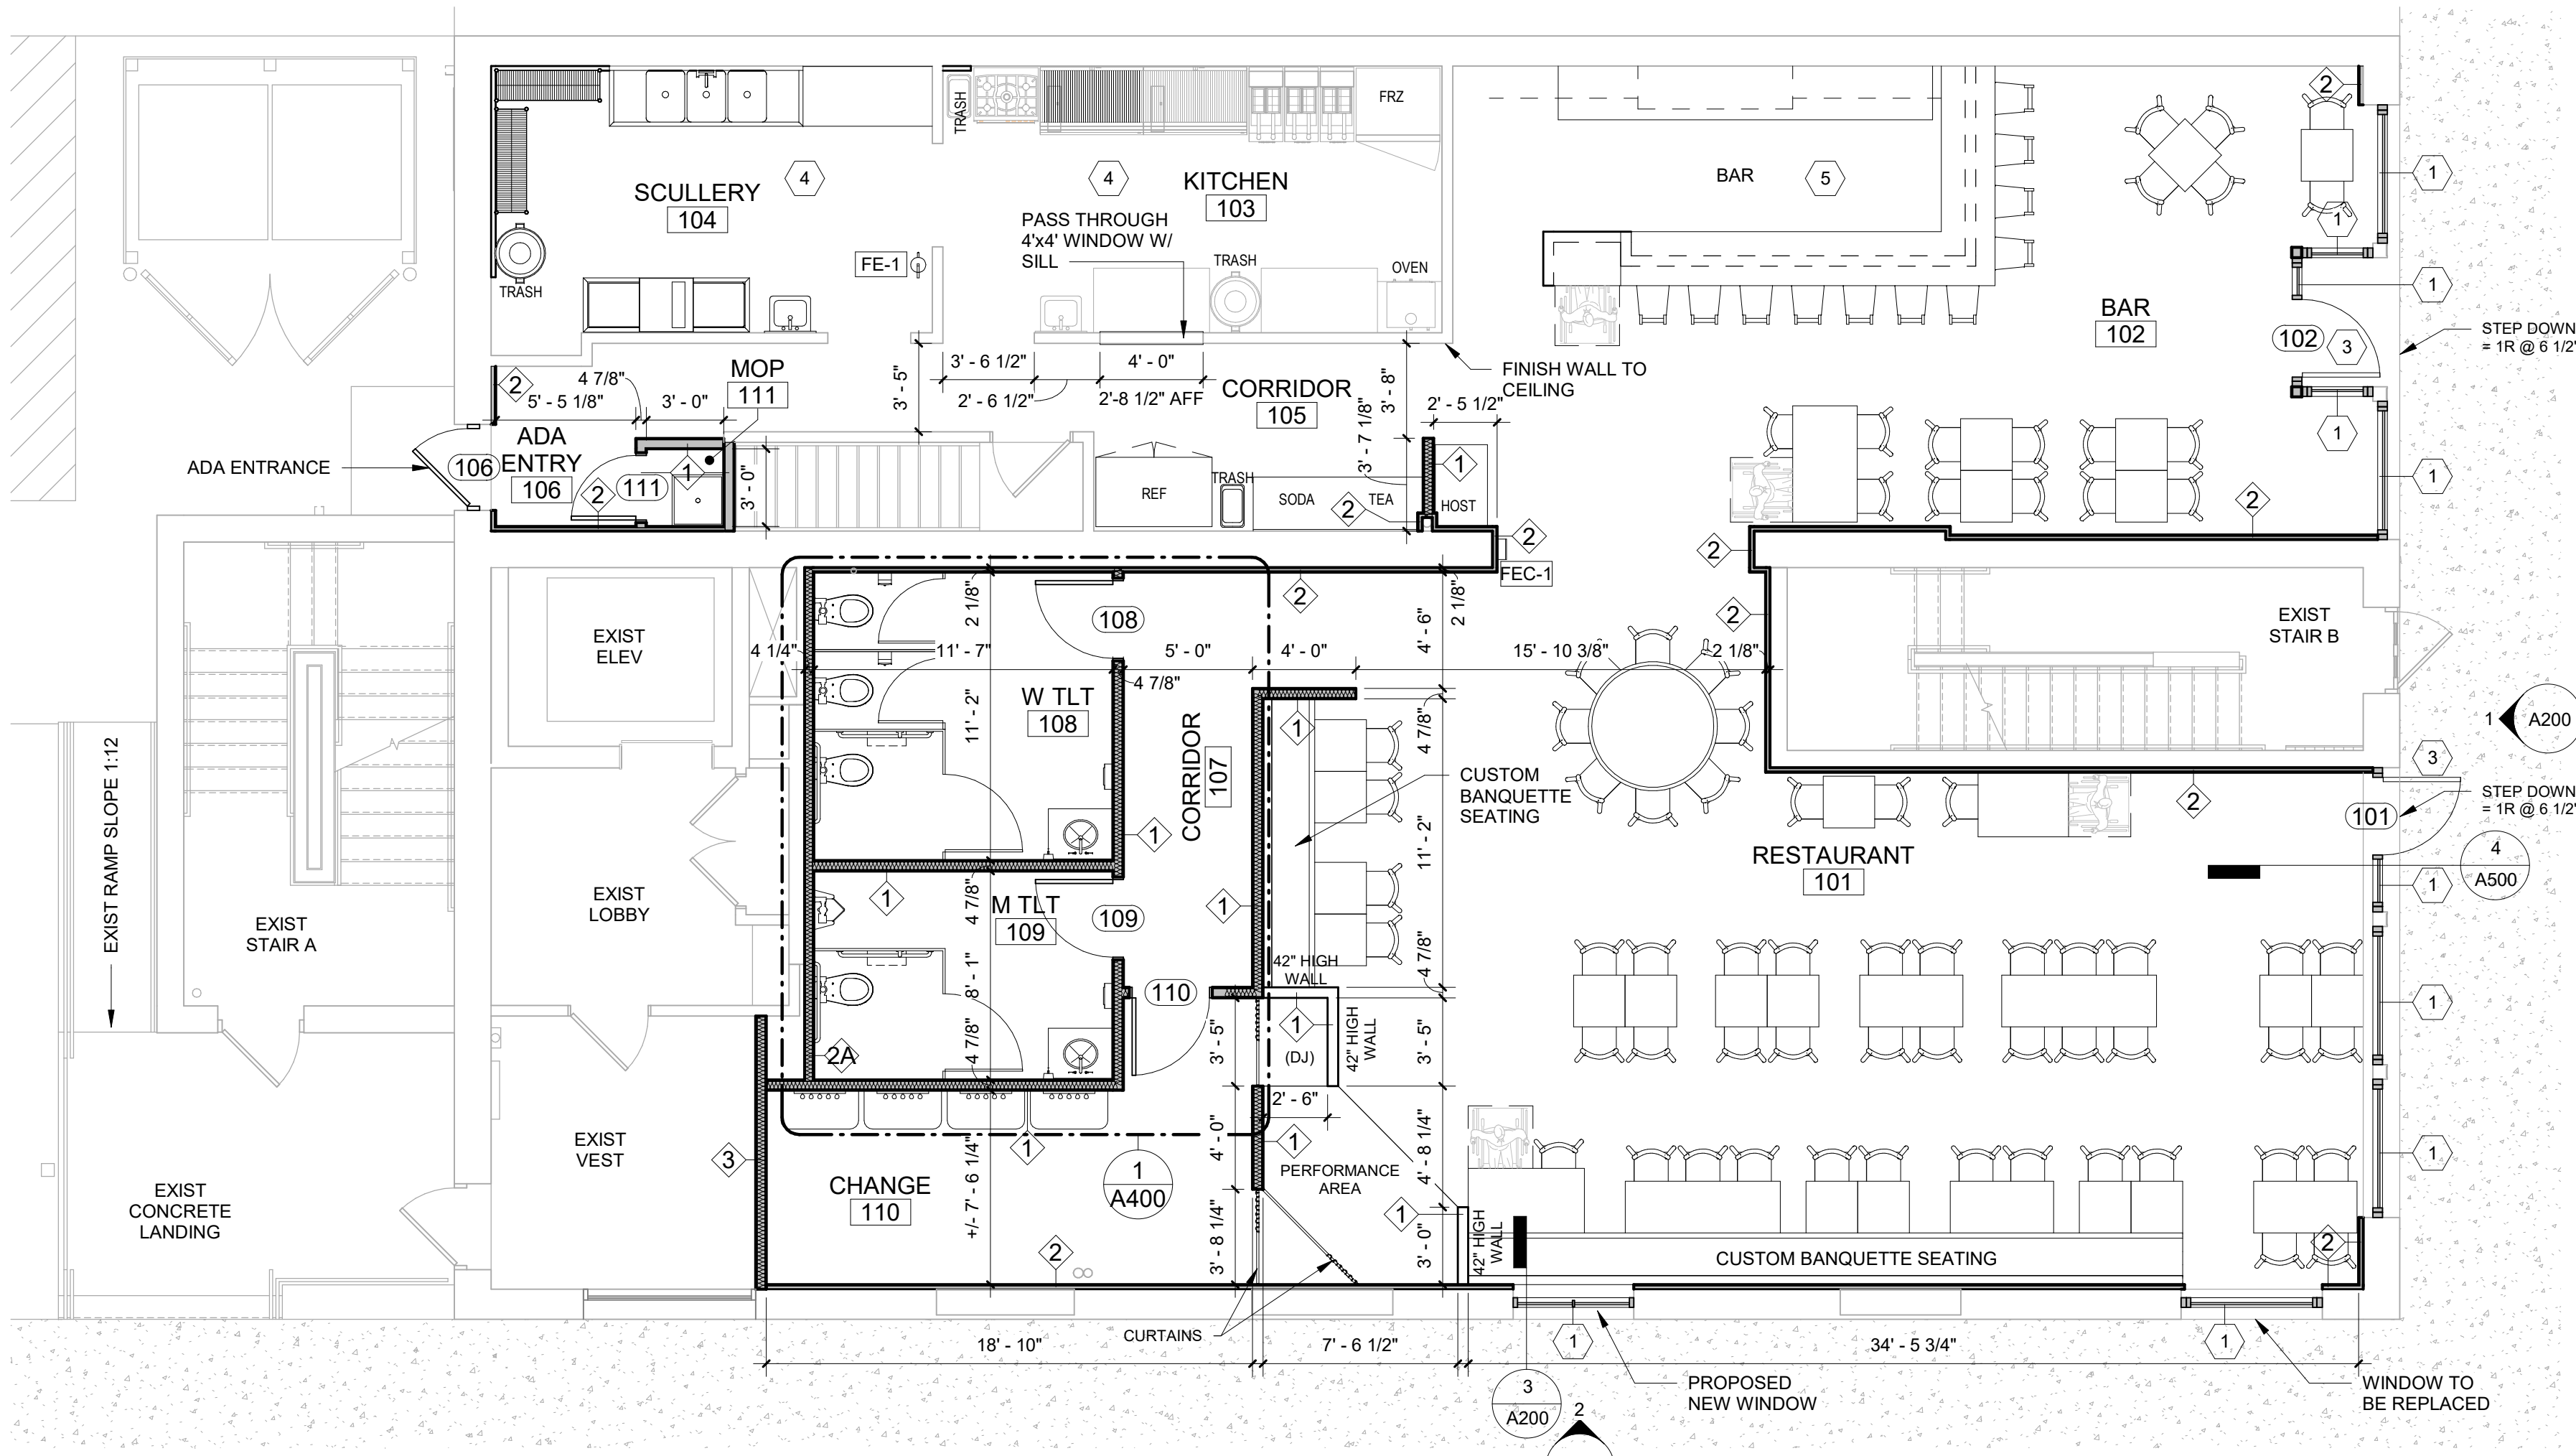 SCULLERY
104
4
4
KITCHEN
103
PASS THROUGH
4'x4' WINDOW W/
SILL
TRASH
FRZ
TRASH
OVEN
TRASH
FE-1
BAR
5
2
1
1
1
BAR
102
102
3
STEP DOWN
= 1R @ 6 1/2"
1
1
2
4 7/8"
5' - 5 1/8"
3' - 0"
MOP
111
3' - 5"
3' - 6 1/2"
4' - 0"
2' - 6 1/2"
2'-8 1/2" AFF
CORRIDOR
105
3' - 8"
3' - 7 1/8"
2' - 5 1/2"
FINISH WALL TO
CEILING
ADA ENTRANCE
106
ADA
ENTRY
106
2
111
1
3' - 0"
REF
TRASH
SODA
TEA
2
HOST
1
2
FEC-1
2
2
2
2
EXIST
STAIR B
EXIST
ELEV
2 1/8"
108
2
4' - 6"
2 1/8"
4 1/4"
11' - 7"
5' - 0"
4' - 0"
15' - 10 3/8"
2 1/8"
4 7/8"
11' - 2"
W TLT
108
CORRIDOR
107
1
1
4 7/8"
CUSTOM
BANQUETTE
SEATING
11' - 2"
1
A200
3
STEP DOWN
= 1R @ 6 1/2"
101
2
RESTAURANT
101
4
A500
1
EXIST RAMP SLOPE 1:12
EXIST
STAIR A
EXIST
LOBBY
1
4 7/8"
M TLT
109
109
1
42" HIGH
WALL
4 7/8"
8' - 1"
110
1
(DJ)
42" HIGH
WALL
3' - 5"
3' - 5"
1
2A
4 7/8"
2' - 6"
EXIST
VEST
3
CHANGE
110
+/- 7' - 6 1/4"
1
1
A400
4' - 0"
1
PERFORMANCE
AREA
4' - 8 1/4"
1
EXIST
CONCRETE
LANDING
2
3' - 8 1/4"
1
3' - 0"
42" HIGH
WALL
CUSTOM BANQUETTE SEATING
2
CURTAINS
18' - 10"
7' - 6 1/2"
1
34' - 5 3/4"
1
3
A200
2
PROPOSED
NEW WINDOW
WINDOW TO
BE REPLACED